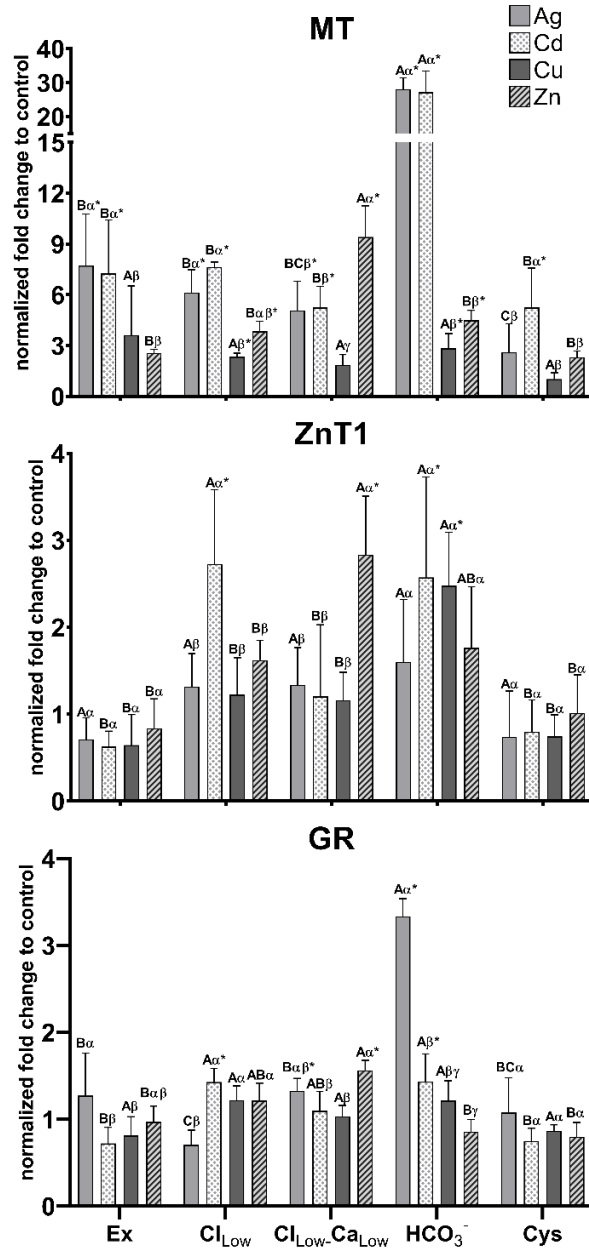 MT
Ag
Cd
Cu
Zn
normalized fold change to control
40
30
20
12
9
6
3
0
Bα* Bα* Aβ Bβ
Bα* Bα* Aβ* Bαβ*
BCβ* Bβ* Aγ Aα*
Aα* Aα* Aβ* Bβ*
Cβ Bα* Aβ Bβ
ZnT1
normalized fold change to control
4
3
2
1
0
Aα Bα Bα Bα
Aβ Aα* Bβ Bβ
Aβ Bβ Bβ Aα*
Aα Aα* Aα* ABα
Aα Bα Bα Bα
GR
normalized fold change to control
4
3
2
1
0
Bα Bβ Aβ Bαβ
Cβ Aα* Aα ABα
Bαβ* ABβ Aβ Aα*
Aα* Aβ* Aβγ Bγ
BCα Bα Aα Bα
Ex Cl_Low Cl_Low-Ca_Low HCO₃⁻ Cys